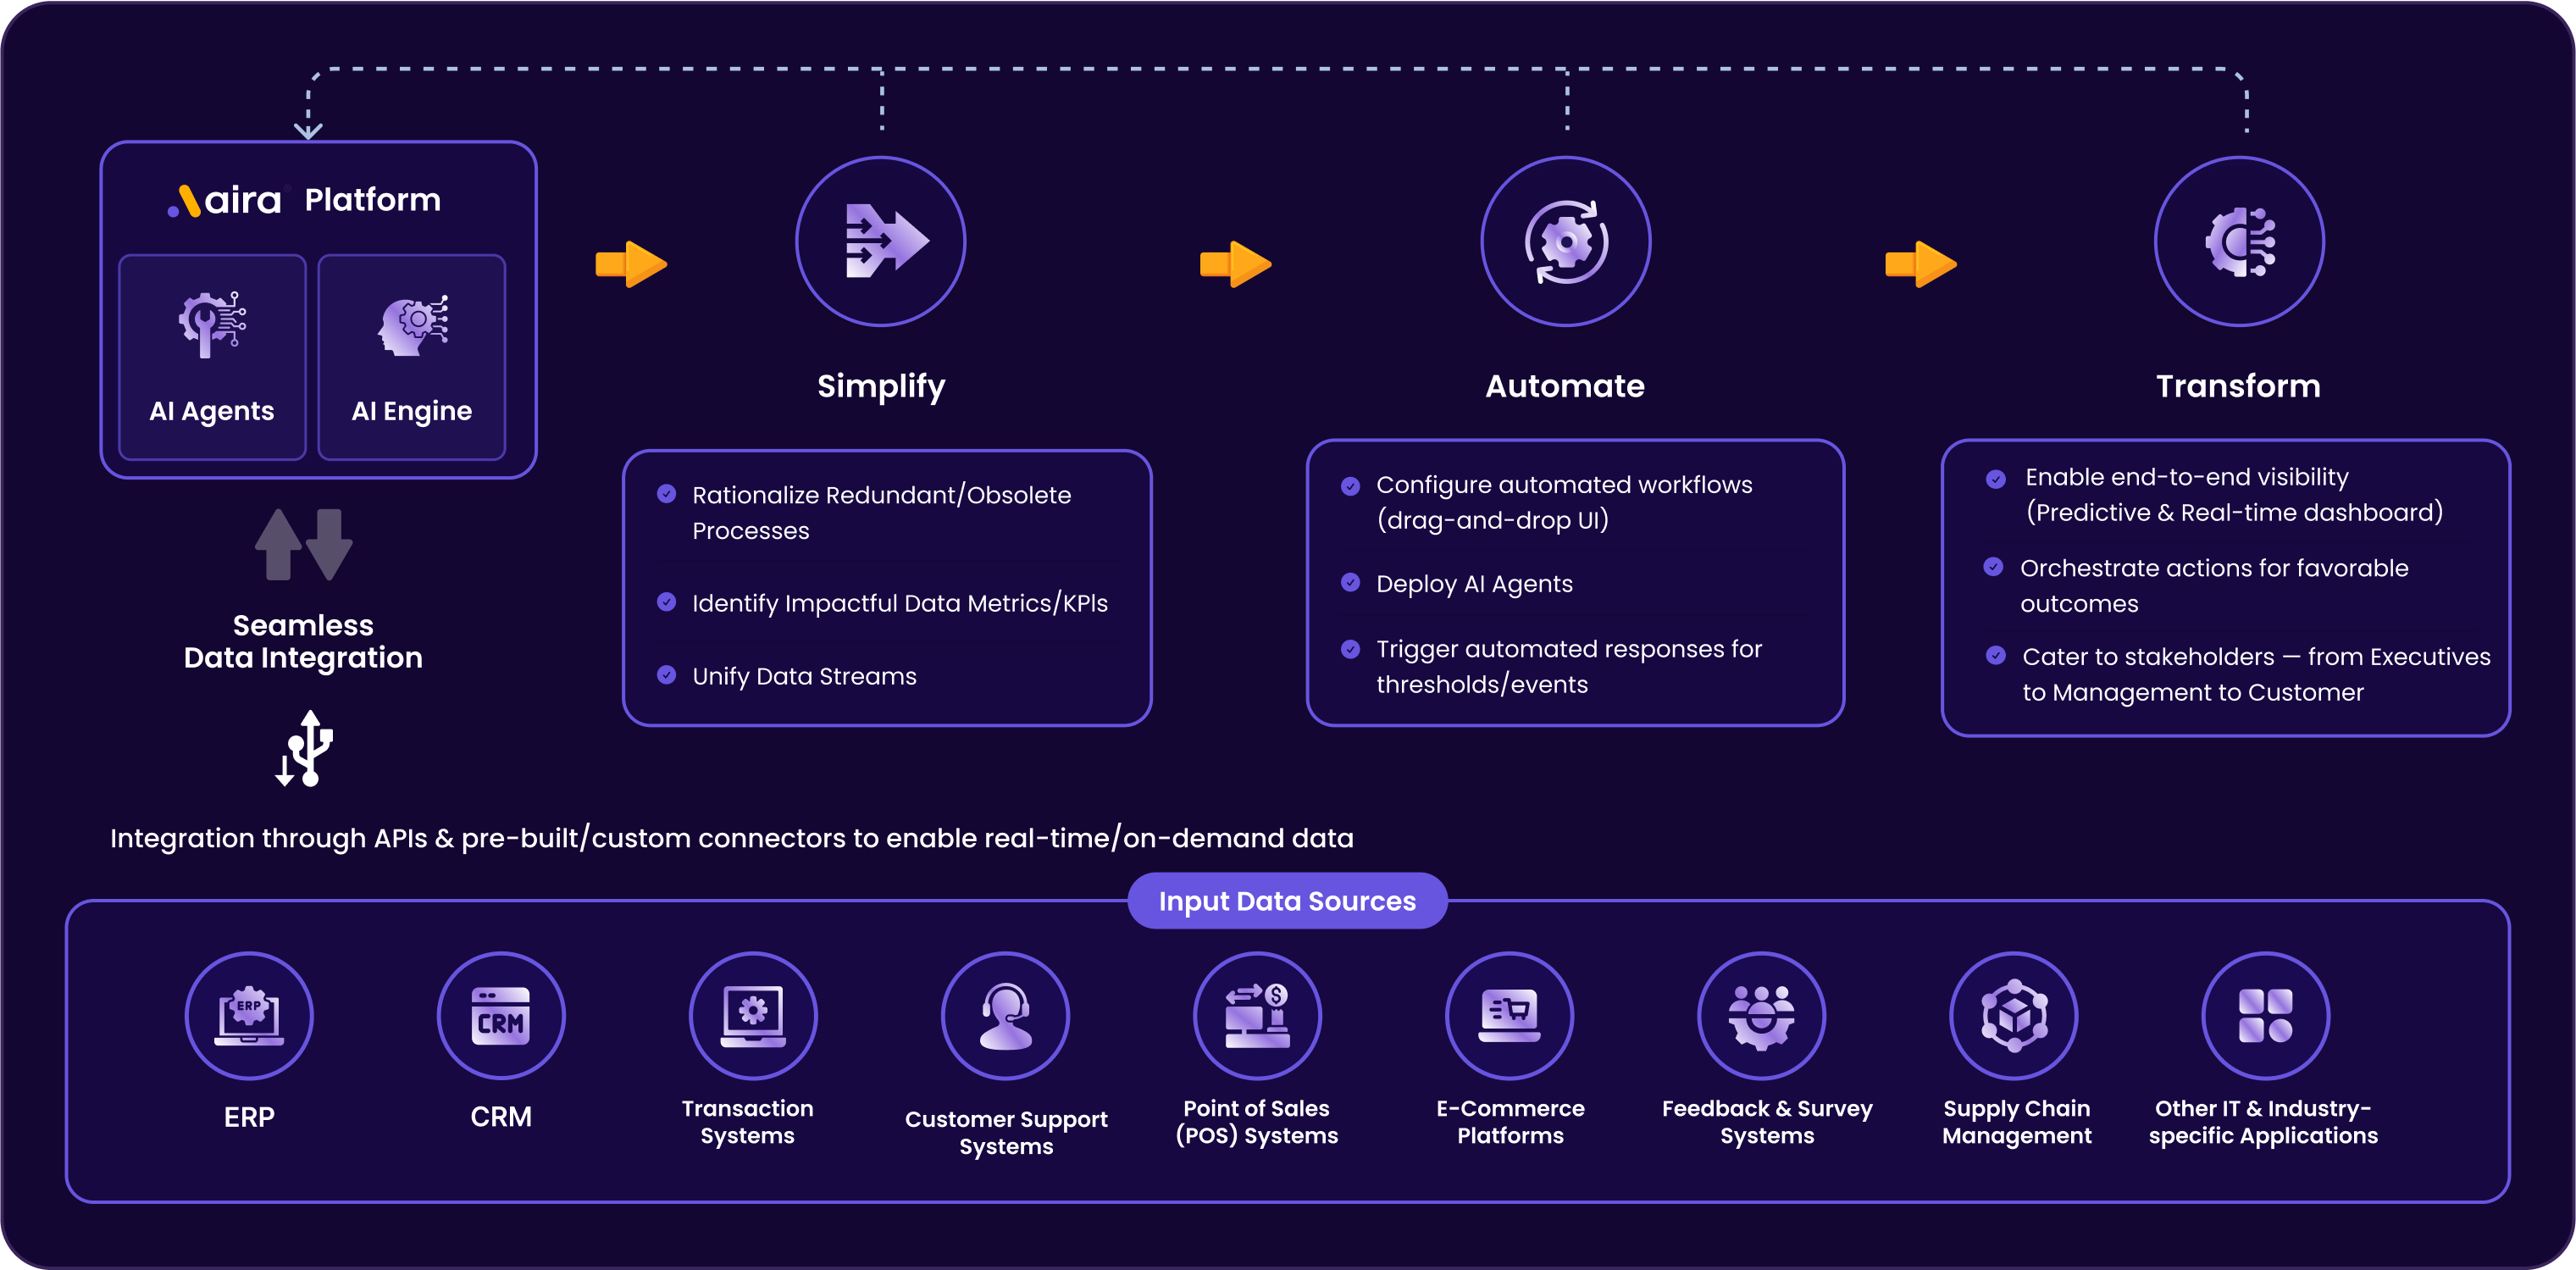 aira Platform
AI Agents
AI Engine
Seamless
Data Integration
Simplify
Rationalize Redundant/Obsolete
Processes
Identify Impactful Data Metrics/KPIs
Unify Data Streams
Automate
Configure automated workflows
(drag-and-drop UI)
Deploy AI Agents
Trigger automated responses for
thresholds/events
Transform
Enable end-to-end visibility
(Predictive & Real-time dashboard)
Orchestrate actions for favorable
outcomes
Cater to stakeholders — from Executives
to Management to Customer
Integration through APIs & pre-built/custom connectors to enable real-time/on-demand data
Input Data Sources
ERP
ERP
CRM
CRM
Transaction
Systems
Customer Support
Systems
$
Point of Sales
(POS) Systems
E-Commerce
Platforms
Feedback & Survey
Systems
Supply Chain
Management
Other IT & Industry-
specific Applications